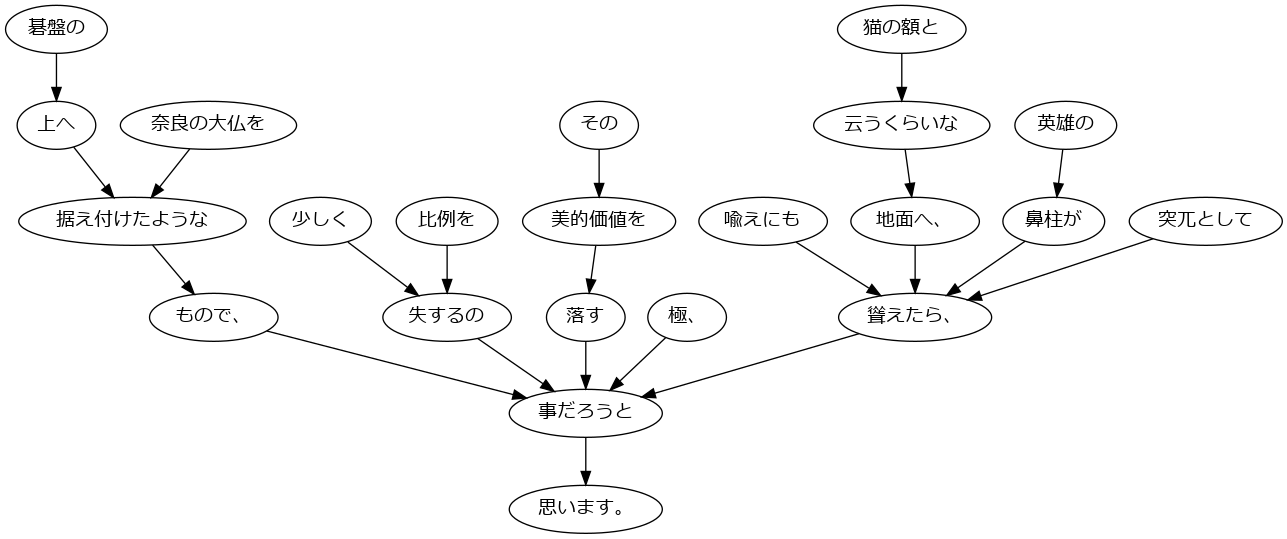 碁盤の
猫の額と
上へ
奈良の大仏を
その
云うくらいな
英雄の
据え付けたような
少しく
比例を
美的価値を
喩えにも
地面へ、
鼻柱が
突兀として
もので、
失するの
落す
極、
聳えたら、
事だろうと
思います。